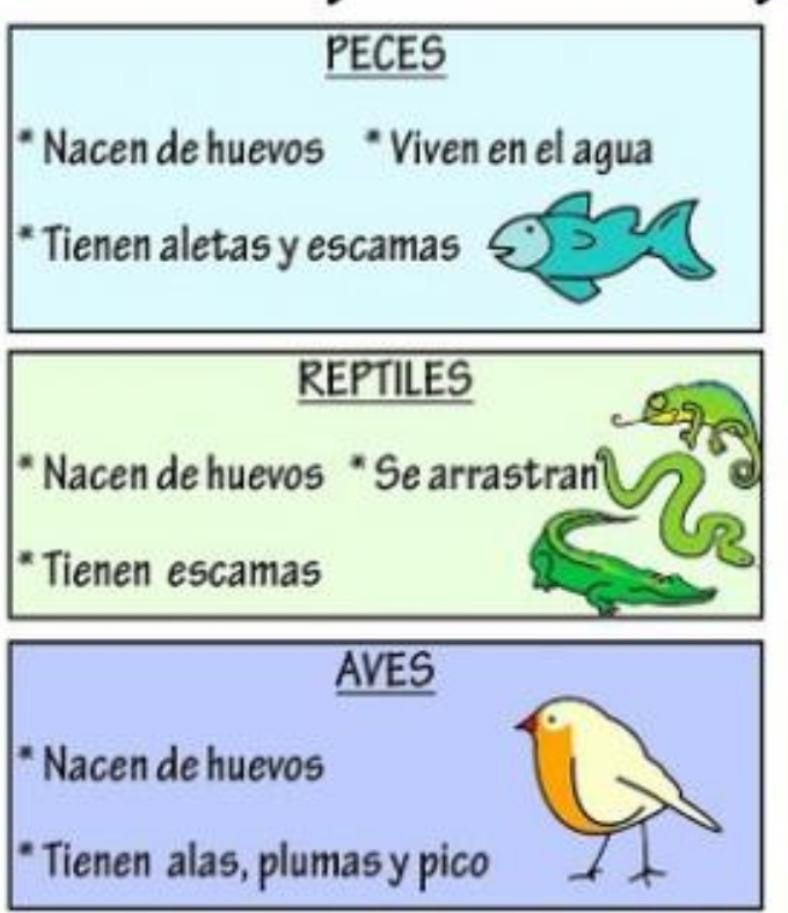 PECES
* Nacen de huevos * Viven en el agua
* Tienen aletas y escamas
REPTILES
* Nacen de huevos * Se arrastran
* Tienen escamas
AVES
* Nacen de huevos
* Tienen alas, plumas y pico